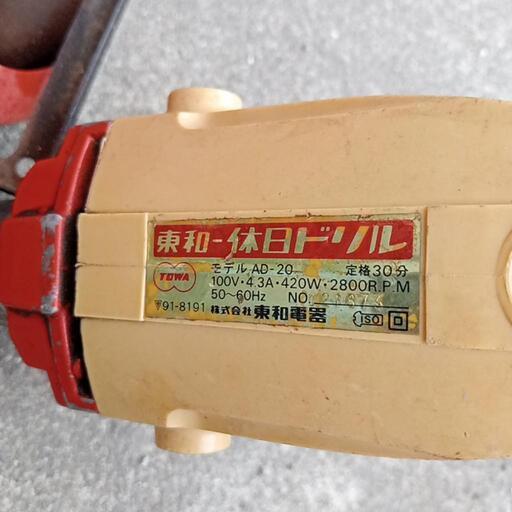 東和-休日ドリル
TOWA
モデル AD-20 定格30分
100V・4.3A・420W・2800R.P.M
50〜60Hz NO.
〒91-8191 株式会社 東和電器
ISO